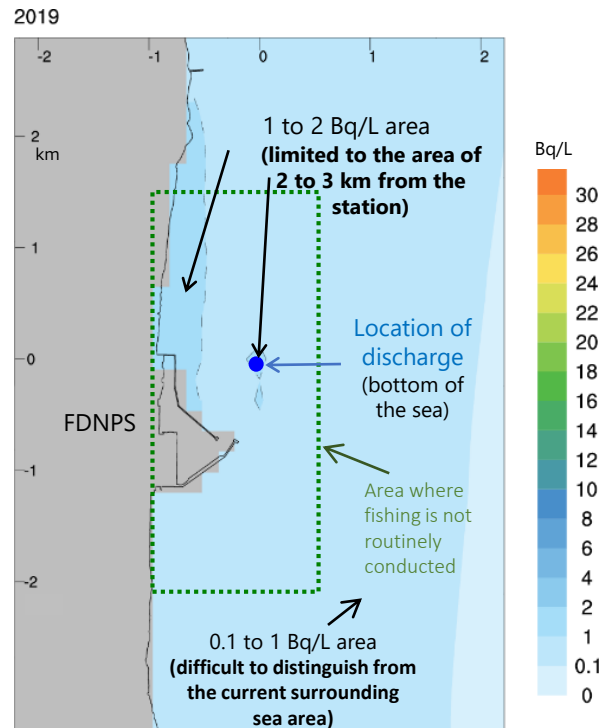 2019
-2 -1 0 1 2
2
km
1
0
-1
-2
1 to 2 Bq/L area
(limited to the area of
2 to 3 km from the
station)
Location of
discharge
(bottom of
the sea)
FDNPS
Area where
fishing is not
routinely
conducted
0.1 to 1 Bq/L area
(difficult to distinguish from
the current surrounding
sea area)
Bq/L
30
28
26
24
22
20
18
16
14
12
10
8
6
4
2
1
0.1
0